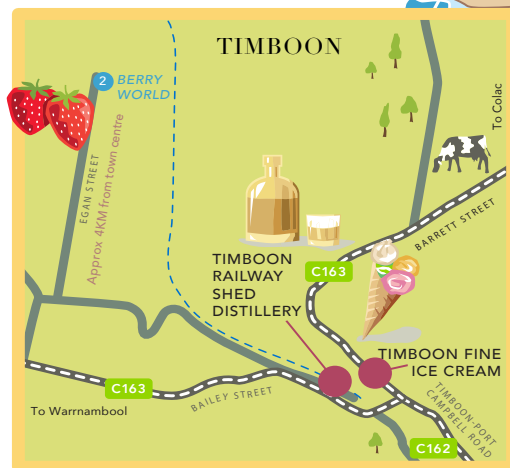 TIMBOON
2 BERRY
WORLD
EGAN STREET
Approx 4KM from town centre
To Colac
BARRETT STREET
C163
TIMBOON
RAILWAY
SHED
DISTILLERY
TIMBOON FINE
ICE CREAM
C163
BAILEY STREET
To Warrnambool
TIMBOON-PORT
CAMPBELL ROAD
C162